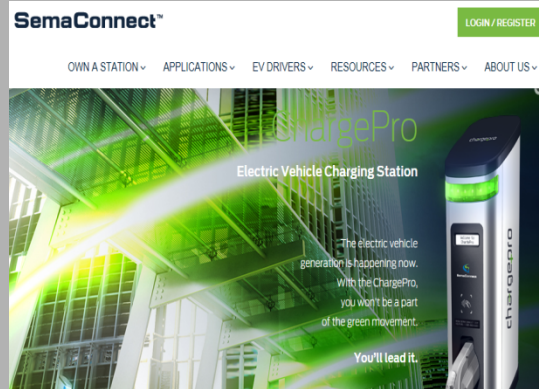 SemaConnect™
LOGIN / REGISTER
OWN A STATION APPLICATIONS EV DRIVERS RESOURCES PARTNERS ABOUT US
ChargePro
Electric Vehicle Charging Station
The electric vehicle
generation is happening now.
With the ChargePro,
you won't be a part
of the green movement.
You'll lead it.
chargepro
chargepro
SemaConnect